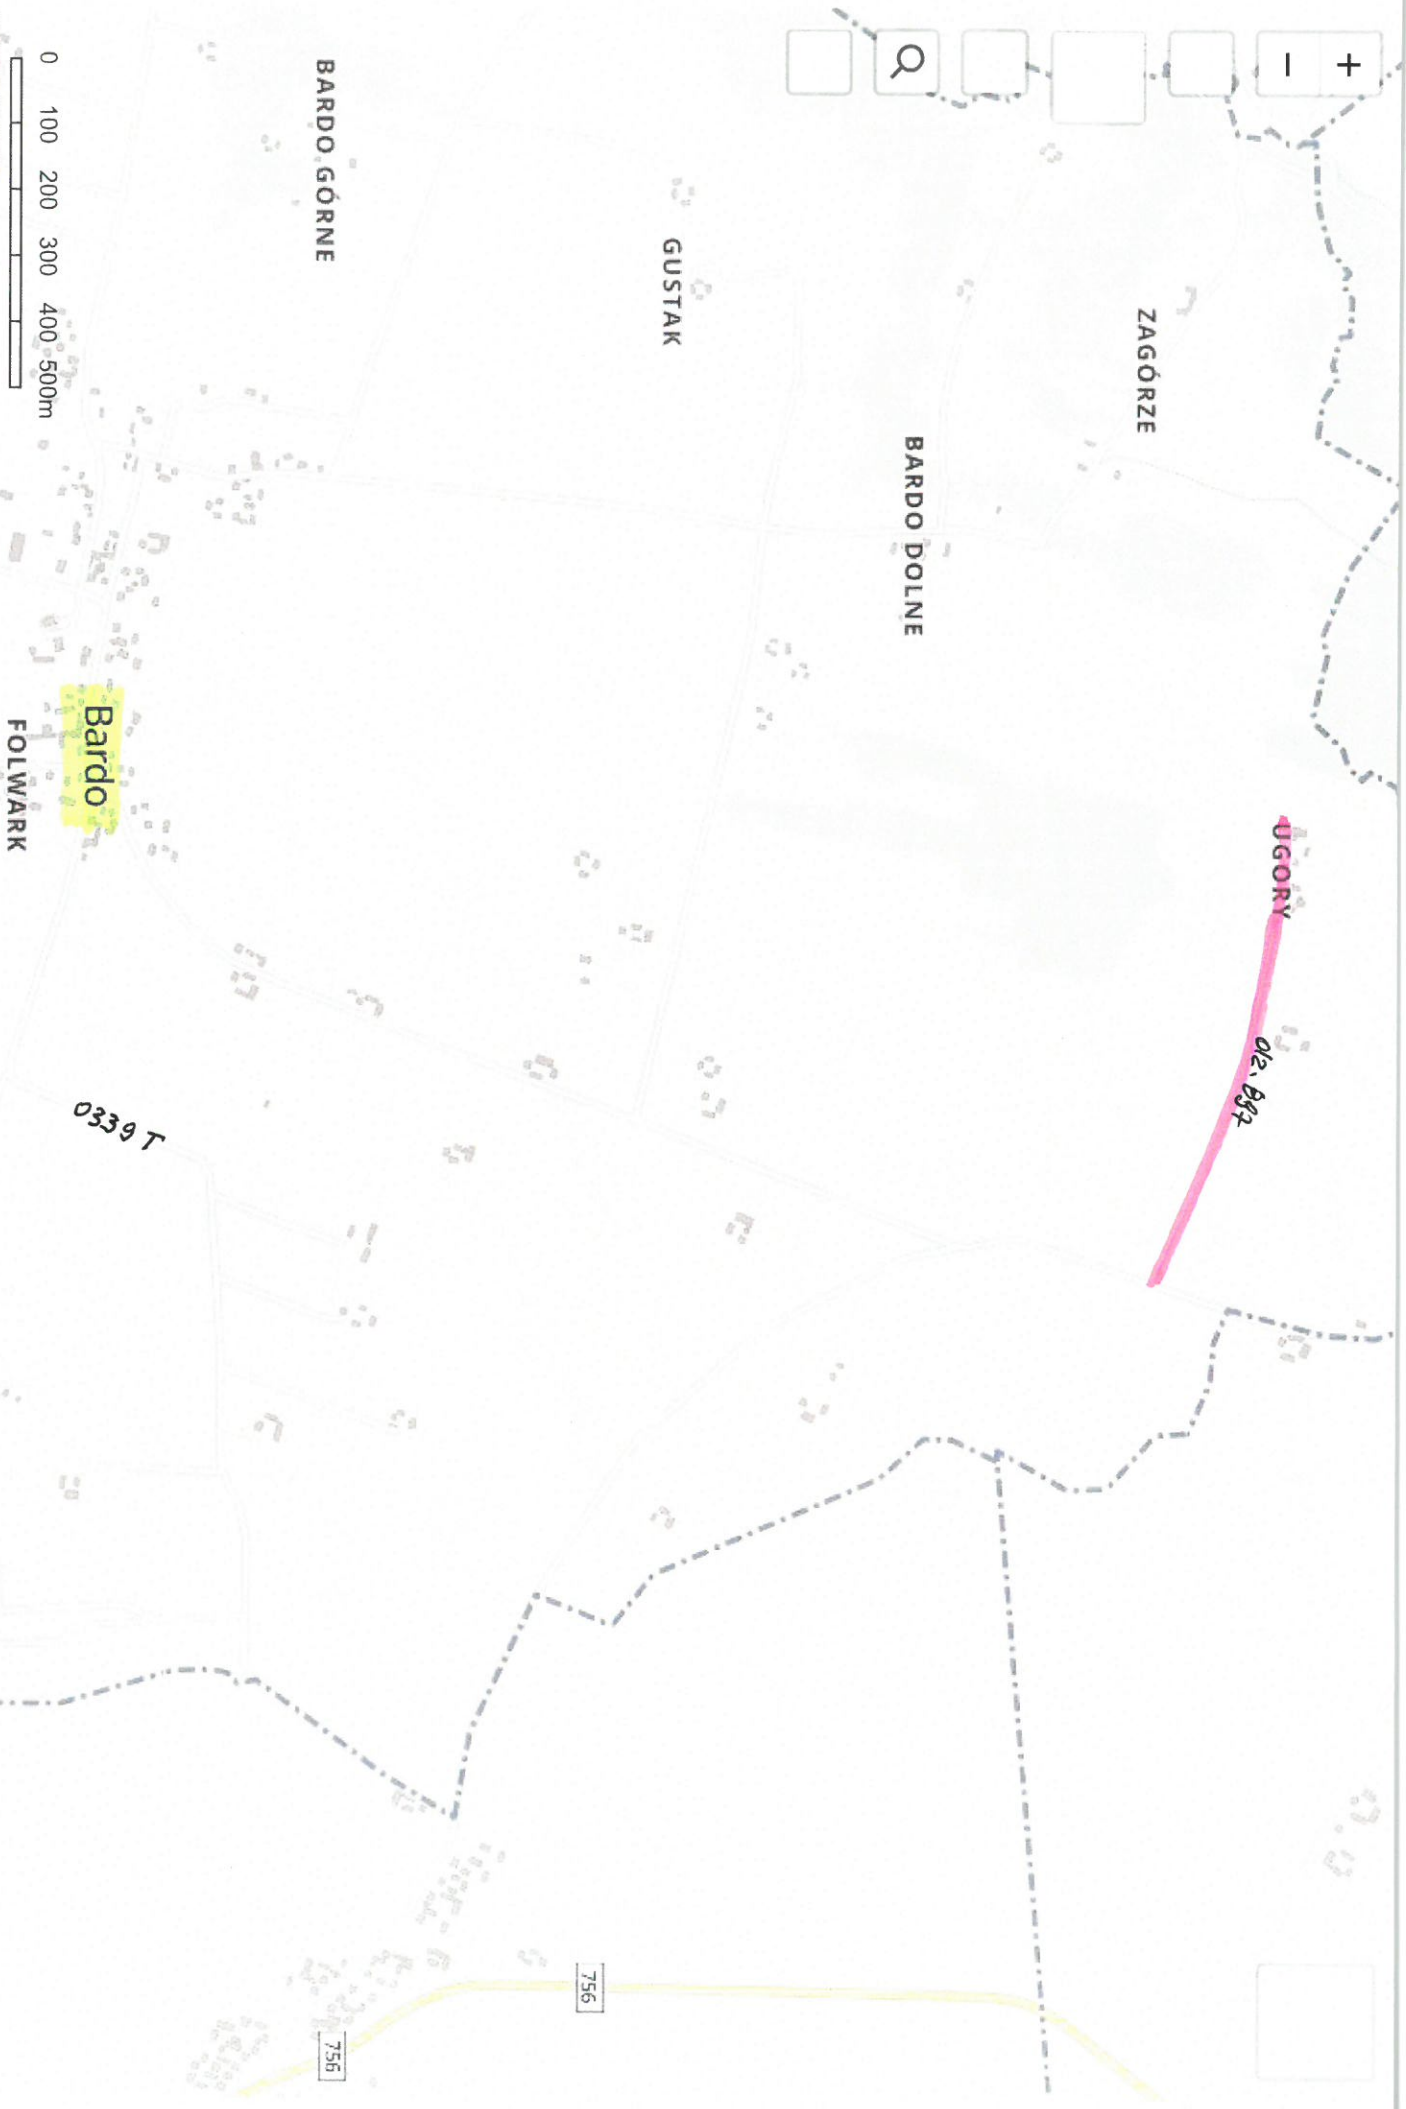 +
−
ZAGÓRZE
UGORY
GUSTAK
BARDO DOLNE
dz. 897
BARDO GÓRNE
Bardo
FOLWARK
0339 T
756
756
0 100 200 300 400 500m